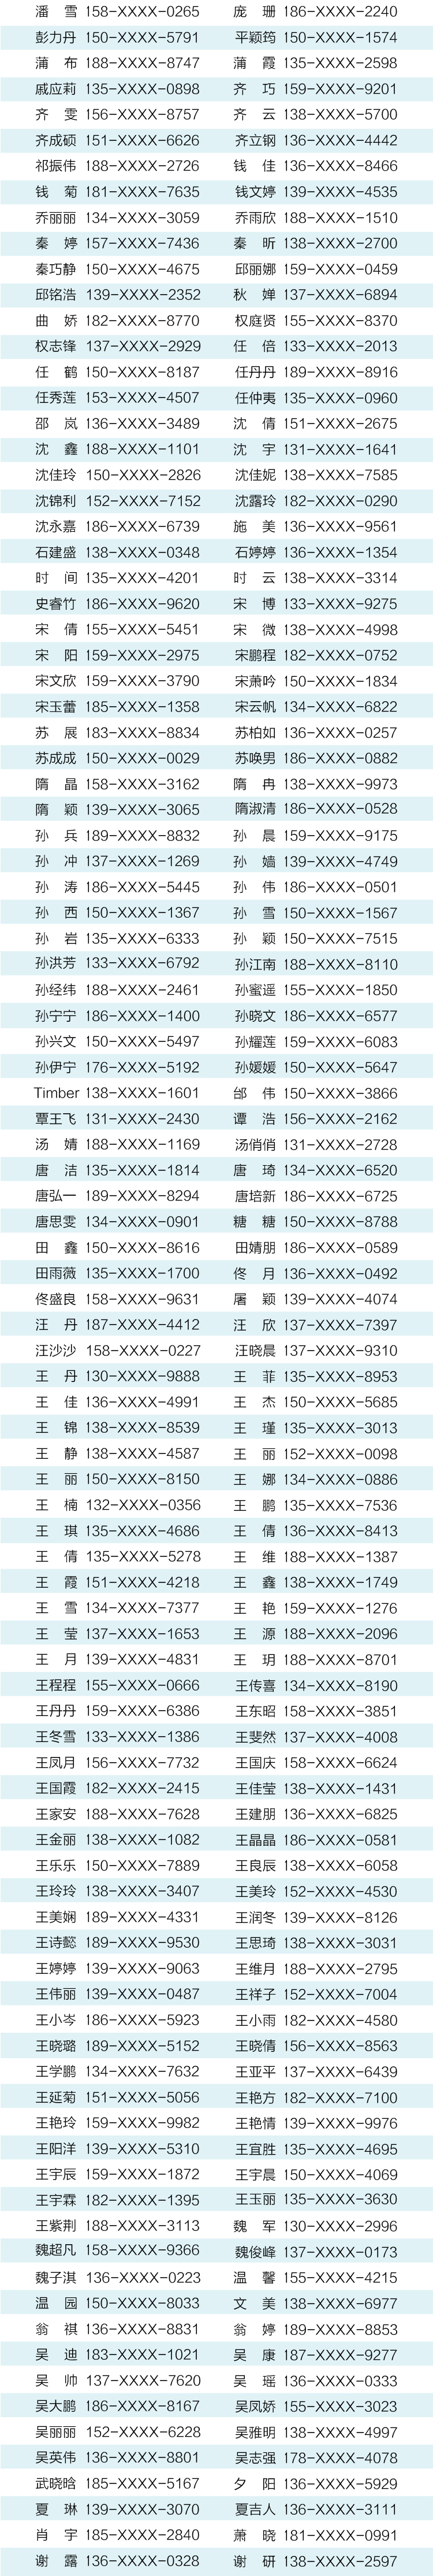 潘　雪 158-XXXX-0265　庞　珊 186-XXXX-2240
彭力丹 150-XXXX-5791　平颖筠 150-XXXX-1574
蒲　布 188-XXXX-8747　蒲　霞 135-XXXX-2598
戚应莉 135-XXXX-0898　齐　巧 159-XXXX-9201
齐　雯 156-XXXX-8757　齐　云 138-XXXX-5700
齐成硕 151-XXXX-6626　齐立钢 136-XXXX-4442
祁振伟 188-XXXX-2726　钱　佳 136-XXXX-8466
钱　菊 181-XXXX-7635　钱文婷 139-XXXX-4535
乔丽丽 134-XXXX-3059　乔雨欣 188-XXXX-1510
秦　婷 157-XXXX-7436　秦　昕 138-XXXX-2700
秦巧静 150-XXXX-4675　邱丽娜 159-XXXX-0459
邱铭浩 139-XXXX-2352　秋　婵 137-XXXX-6894
曲　娇 182-XXXX-8770　权庭贤 155-XXXX-8370
权志锋 137-XXXX-2929　任　倍 133-XXXX-2013
任　鹤 150-XXXX-8187　任丹丹 189-XXXX-8916
任秀莲 153-XXXX-4507　任仲夷 135-XXXX-0960
邵　岚 136-XXXX-3489　沈　倩 151-XXXX-2675
沈　鑫 188-XXXX-1101　沈　宇 131-XXXX-1641
沈佳玲 150-XXXX-2826　沈佳妮 138-XXXX-7585
沈锦利 152-XXXX-7152　沈露玲 182-XXXX-0290
沈永嘉 186-XXXX-6739　施　美 136-XXXX-9561
石建盛 138-XXXX-0348　石婷婷 136-XXXX-1354
时　间 135-XXXX-4201　时　云 138-XXXX-3314
史睿竹 186-XXXX-9620　宋　博 133-XXXX-9275
宋　倩 155-XXXX-5451　宋　微 138-XXXX-4998
宋　阳 159-XXXX-2975　宋鹏程 182-XXXX-0752
宋文欣 159-XXXX-3790　宋萧吟 150-XXXX-1834
宋玉蕾 185-XXXX-1358　宋云帆 134-XXXX-6822
苏　展 183-XXXX-8834　苏柏如 136-XXXX-0257
苏成成 150-XXXX-0029　苏唤男 186-XXXX-0882
隋　晶 158-XXXX-3162　隋　冉 138-XXXX-9973
隋　颖 139-XXXX-3065　隋淑清 186-XXXX-0528
孙　兵 189-XXXX-8832　孙　晨 159-XXXX-9175
孙　冲 137-XXXX-1269　孙　嫱 139-XXXX-4749
孙　涛 186-XXXX-5445　孙　伟 186-XXXX-0501
孙　西 150-XXXX-1367　孙　雪 150-XXXX-1567
孙　岩 135-XXXX-6333　孙　颖 150-XXXX-7515
孙洪芳 133-XXXX-6792　孙江南 188-XXXX-8110
孙经纬 188-XXXX-2461　孙蜜遥 155-XXXX-1850
孙宁宁 186-XXXX-1400　孙晓文 186-XXXX-6577
孙兴文 150-XXXX-5497　孙耀莲 159-XXXX-6083
孙伊宁 176-XXXX-5192　孙媛媛 150-XXXX-5647
Timber 138-XXXX-1601　邰　伟 150-XXXX-3866
覃王飞 131-XXXX-2430　谭　浩 156-XXXX-2162
汤　婧 188-XXXX-1169　汤俏俏 131-XXXX-2728
唐　洁 135-XXXX-1814　唐　琦 134-XXXX-6520
唐弘一 189-XXXX-8294　唐培新 186-XXXX-6725
唐思雯 134-XXXX-0901　糖　糖 150-XXXX-8788
田　鑫 150-XXXX-8616　田婧朋 186-XXXX-0589
田雨薇 135-XXXX-1700　佟　月 136-XXXX-0492
佟盛良 158-XXXX-9631　屠　颖 139-XXXX-4074
汪　丹 187-XXXX-4412　汪　欣 137-XXXX-7397
汪沙沙 158-XXXX-0227　汪晓晨 137-XXXX-9310
王　丹 130-XXXX-9888　王　菲 135-XXXX-8953
王　佳 136-XXXX-4991　王　杰 150-XXXX-5685
王　锦 138-XXXX-8539　王　瑾 135-XXXX-3013
王　静 138-XXXX-4587　王　丽 152-XXXX-0098
王　丽 150-XXXX-8150　王　娜 134-XXXX-0886
王　楠 132-XXXX-0356　王　鹏 135-XXXX-7536
王　琪 135-XXXX-4686　王　倩 136-XXXX-8413
王　倩 135-XXXX-5278　王　维 188-XXXX-1387
王　霞 151-XXXX-4218　王　鑫 138-XXXX-1749
王　雪 134-XXXX-7377　王　艳 159-XXXX-1276
王　莹 137-XXXX-1653　王　源 188-XXXX-2096
王　月 139-XXXX-4831　王　玥 188-XXXX-8701
王程程 155-XXXX-0666　王传喜 134-XXXX-8190
王丹丹 159-XXXX-6386　王东昭 158-XXXX-3851
王冬雪 133-XXXX-1386　王斐然 137-XXXX-4008
王凤月 156-XXXX-7732　王国庆 158-XXXX-6624
王国霞 182-XXXX-2415　王佳莹 138-XXXX-1431
王家安 188-XXXX-7628　王建朋 136-XXXX-6825
王金丽 138-XXXX-1082　王晶晶 186-XXXX-0581
王乐乐 150-XXXX-7889　王良辰 138-XXXX-6058
王玲玲 138-XXXX-3407　王美玲 152-XXXX-4530
王美娴 189-XXXX-4331　王润冬 139-XXXX-8126
王诗懿 189-XXXX-9530　王思琦 138-XXXX-3031
王婷婷 139-XXXX-9063　王维月 188-XXXX-2795
王伟丽 139-XXXX-0487　王祥子 152-XXXX-7004
王小岑 186-XXXX-5923　王小雨 182-XXXX-4580
王晓璐 189-XXXX-5152　王晓倩 156-XXXX-8563
王学鹏 134-XXXX-7632　王亚平 137-XXXX-6439
王延菊 151-XXXX-5056　王艳方 182-XXXX-7100
王艳玲 159-XXXX-9982　王艳情 139-XXXX-9976
王阳洋 139-XXXX-5310　王宜胜 135-XXXX-4695
王宇辰 159-XXXX-1872　王宇晨 150-XXXX-4069
王宇霖 182-XXXX-1395　王玉丽 135-XXXX-3630
王紫荆 188-XXXX-3113　魏　军 130-XXXX-2996
魏超凡 158-XXXX-9366　魏俊峰 137-XXXX-0173
魏子淇 136-XXXX-0223　温　馨 155-XXXX-4215
温　园 150-XXXX-8033　文　美 138-XXXX-6977
翁　祺 136-XXXX-8831　翁　婷 189-XXXX-8853
吴　迪 183-XXXX-1021　吴　康 187-XXXX-9277
吴　帅 137-XXXX-7620　吴　瑶 136-XXXX-0333
吴大鹏 186-XXXX-8167　吴凤娇 155-XXXX-3023
吴丽丽 152-XXXX-6228　吴雅明 138-XXXX-4997
吴英伟 136-XXXX-8801　吴志强 178-XXXX-4078
武晓晗 185-XXXX-5167　夕　阳 136-XXXX-5929
夏　琳 139-XXXX-3070　夏吉人 136-XXXX-3111
肖　宇 185-XXXX-2840　萧　晓 181-XXXX-0991
谢　露 136-XXXX-0328　谢　研 138-XXXX-2597